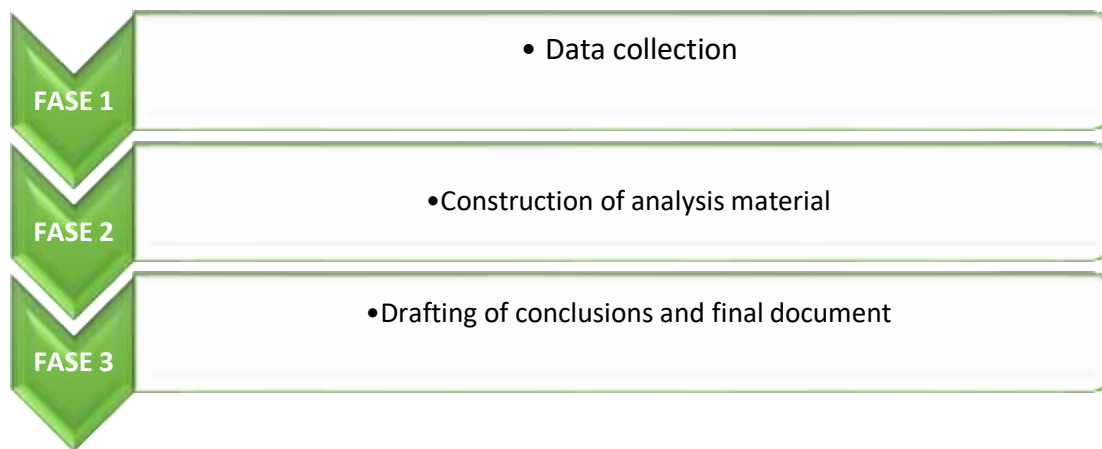 • Data collection
FASE 1
•Construction of analysis material
FASE 2
•Drafting of conclusions and final document
FASE 3